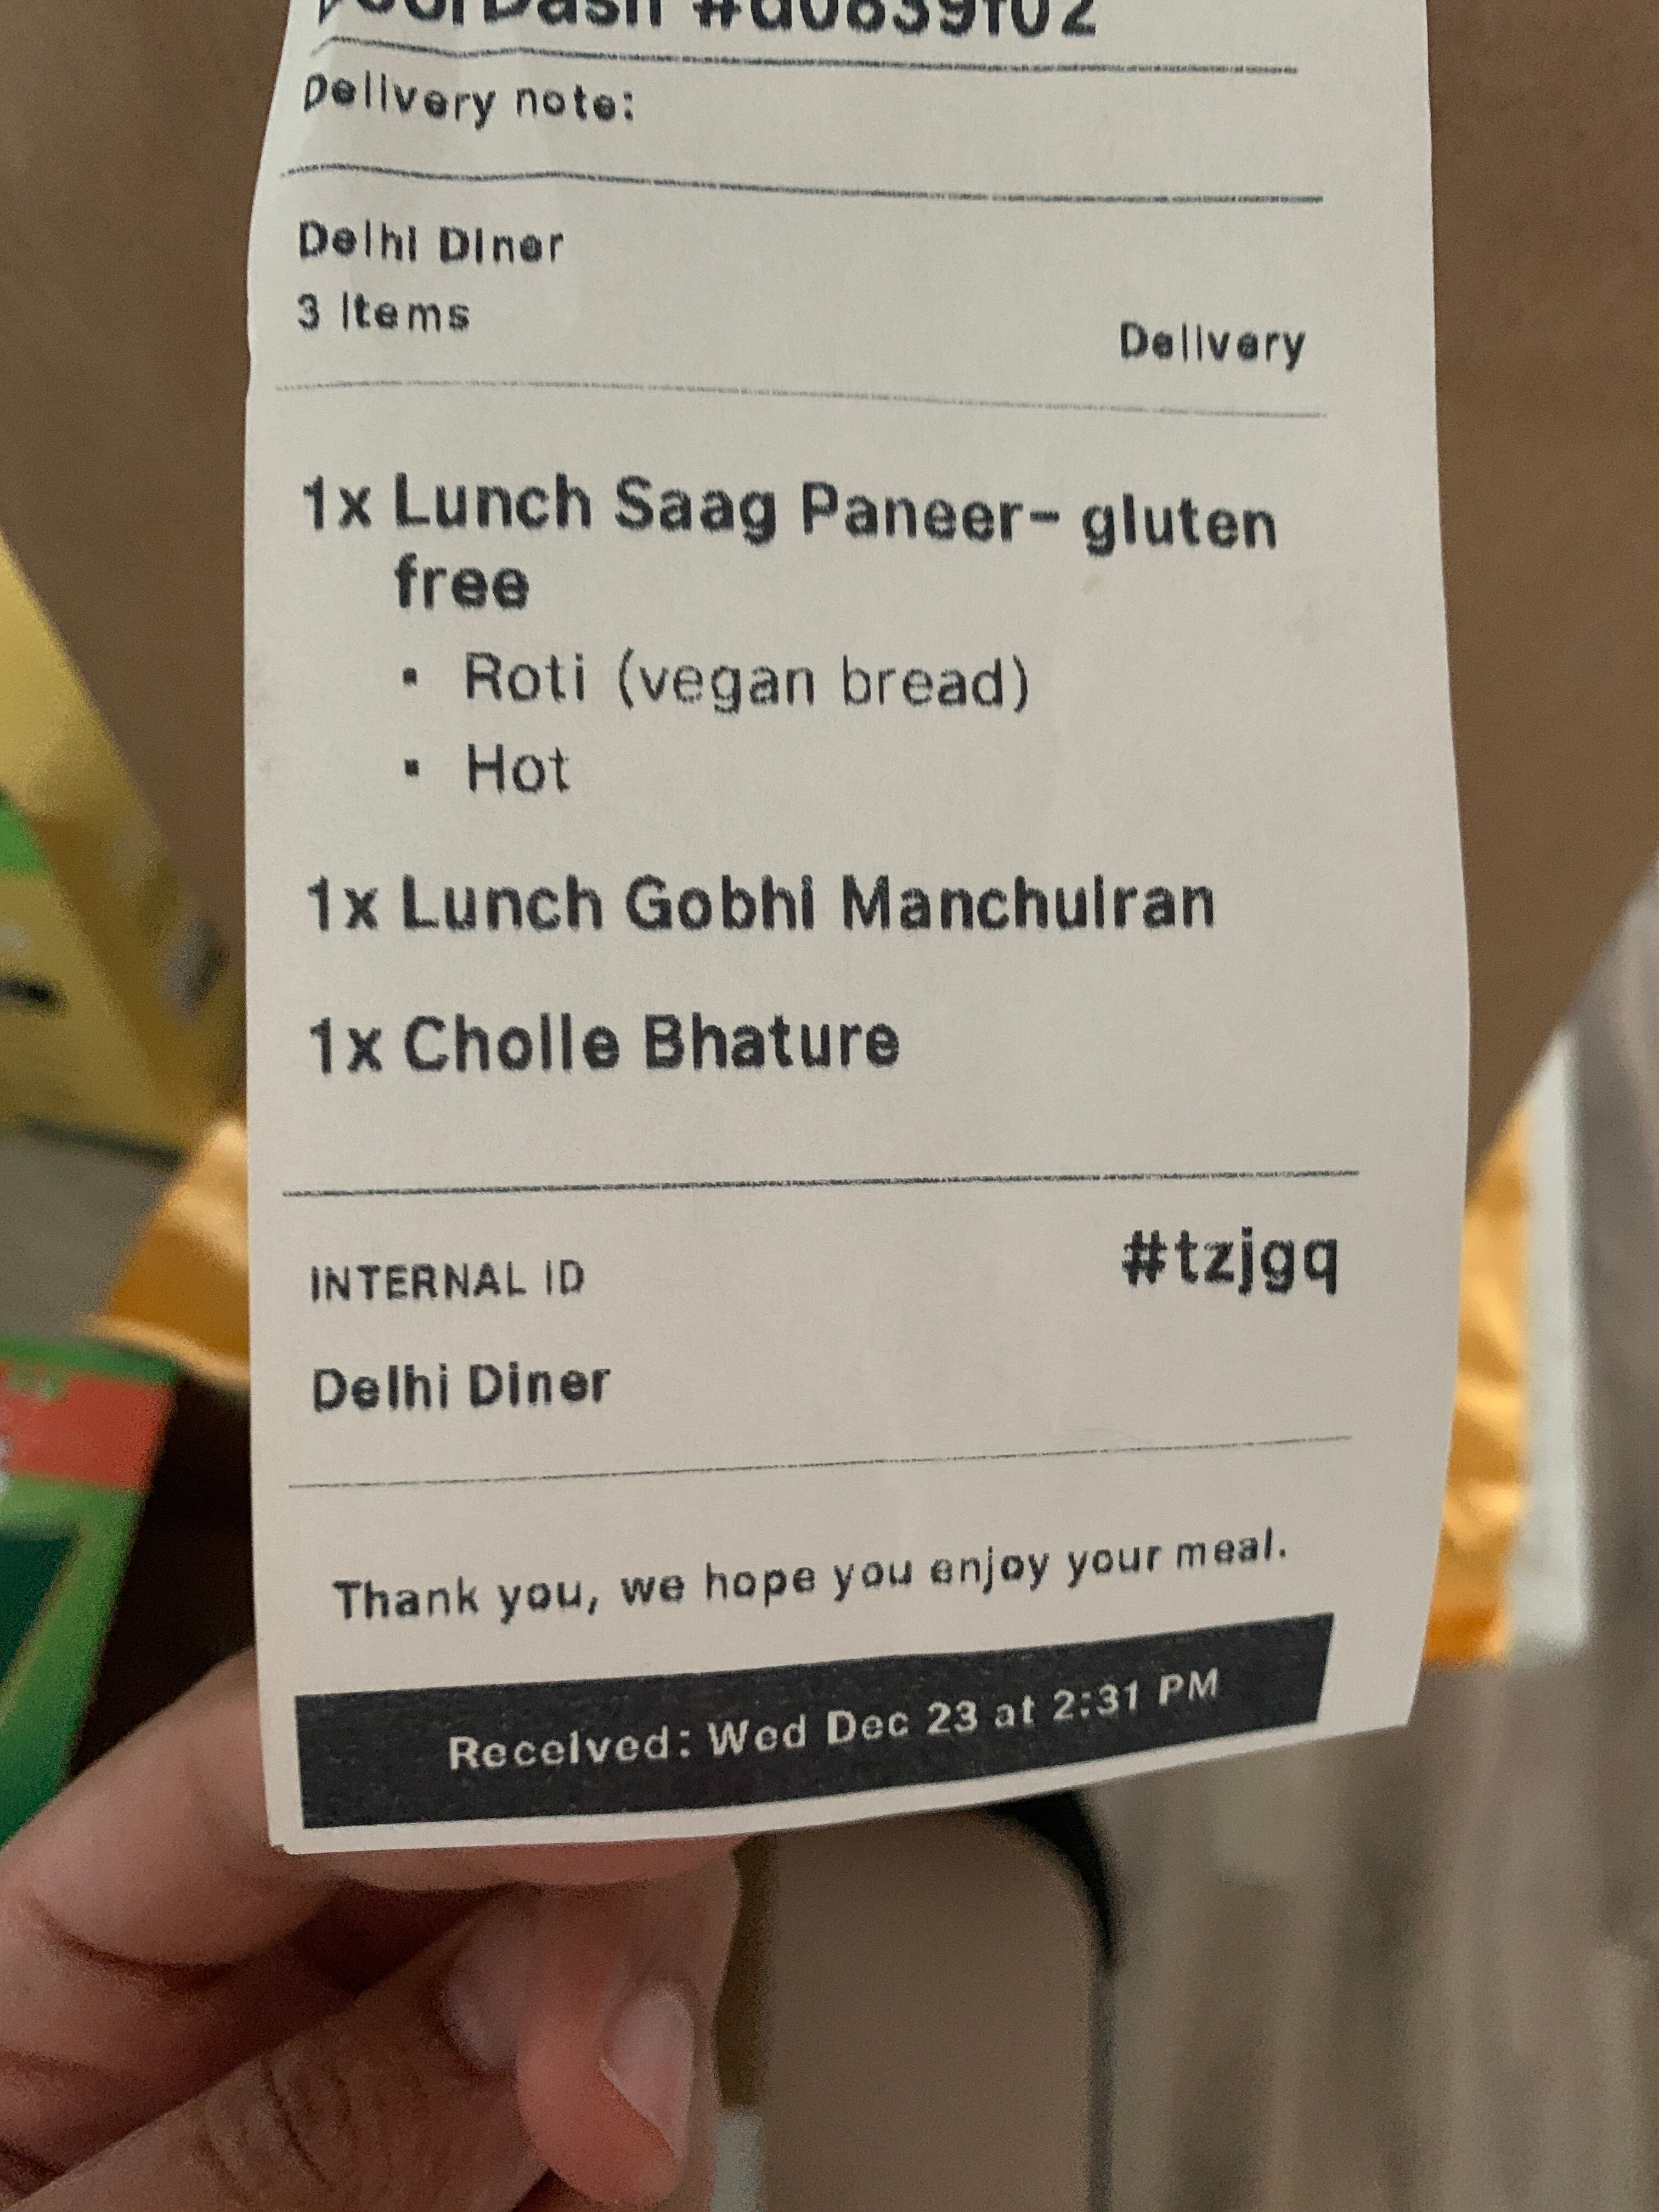 DoorDash #d0839f02
Delivery note:
Delhi Diner
3 Items
Delivery
1x Lunch Saag Paneer- gluten
free
▪ Roti (vegan bread)
▪ Hot
1x Lunch Gobhi Manchuiran
1x Cholle Bhature
INTERNAL ID
#tzjgq
Delhi Diner
Thank you, we hope you enjoy your meal.
Received: Wed Dec 23 at 2:31 PM